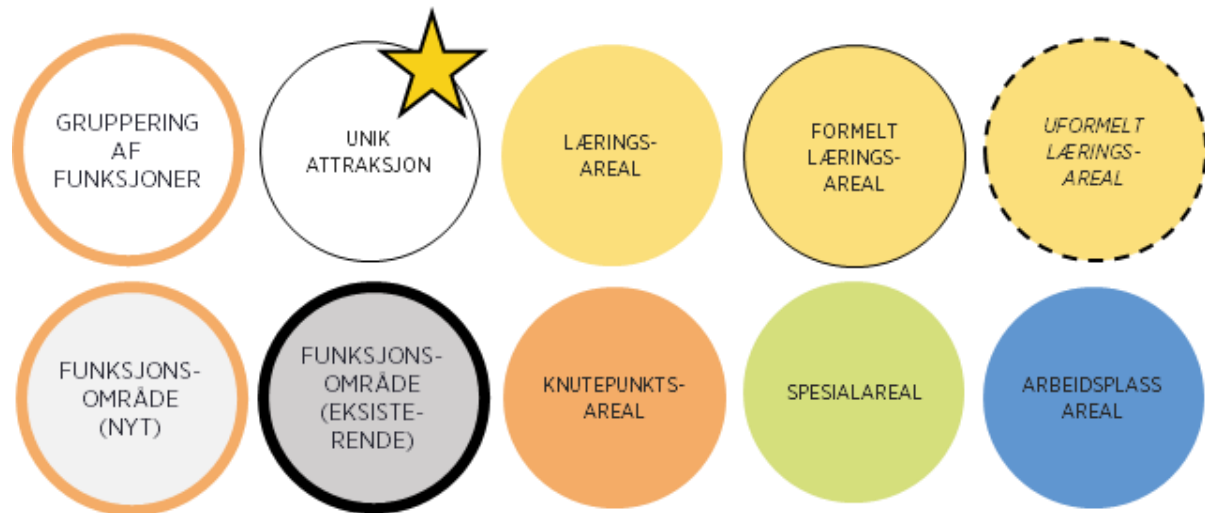 GRUPPERING
AF
FUNKSJONER
UNIK
ATTRAKSJON
LÆRINGS-
AREAL
FORMELT
LÆRINGS-
AREAL
UFORMELT
LÆRINGS-
AREAL
FUNKSJONS-
OMRÅDE
(NYT)
FUNKSJONS-
OMRÅDE
(EKSISTE-
RENDE)
KNUTEPUNKTS-
AREAL
SPESIALAREAL
ARBEIDSPLASS
AREAL